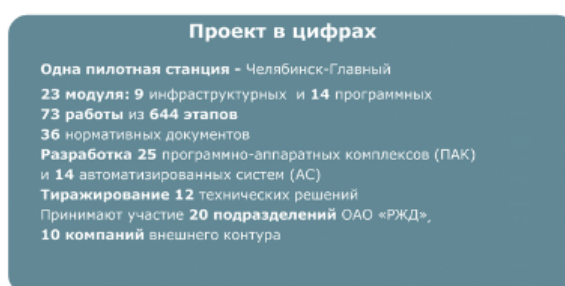 Проект в цифрах
Одна пилотная станция - Челябинск-Главный
23 модуля: 9 инфраструктурных и 14 программных
73 работы из 644 этапов
36 нормативных документов
Разработка 25 программно-аппаратных комплексов (ПАК)
и 14 автоматизированных систем (АС)
Тиражирование 12 технических решений
Принимают участие 20 подразделений ОАО «РЖД»,
10 компаний внешнего контура